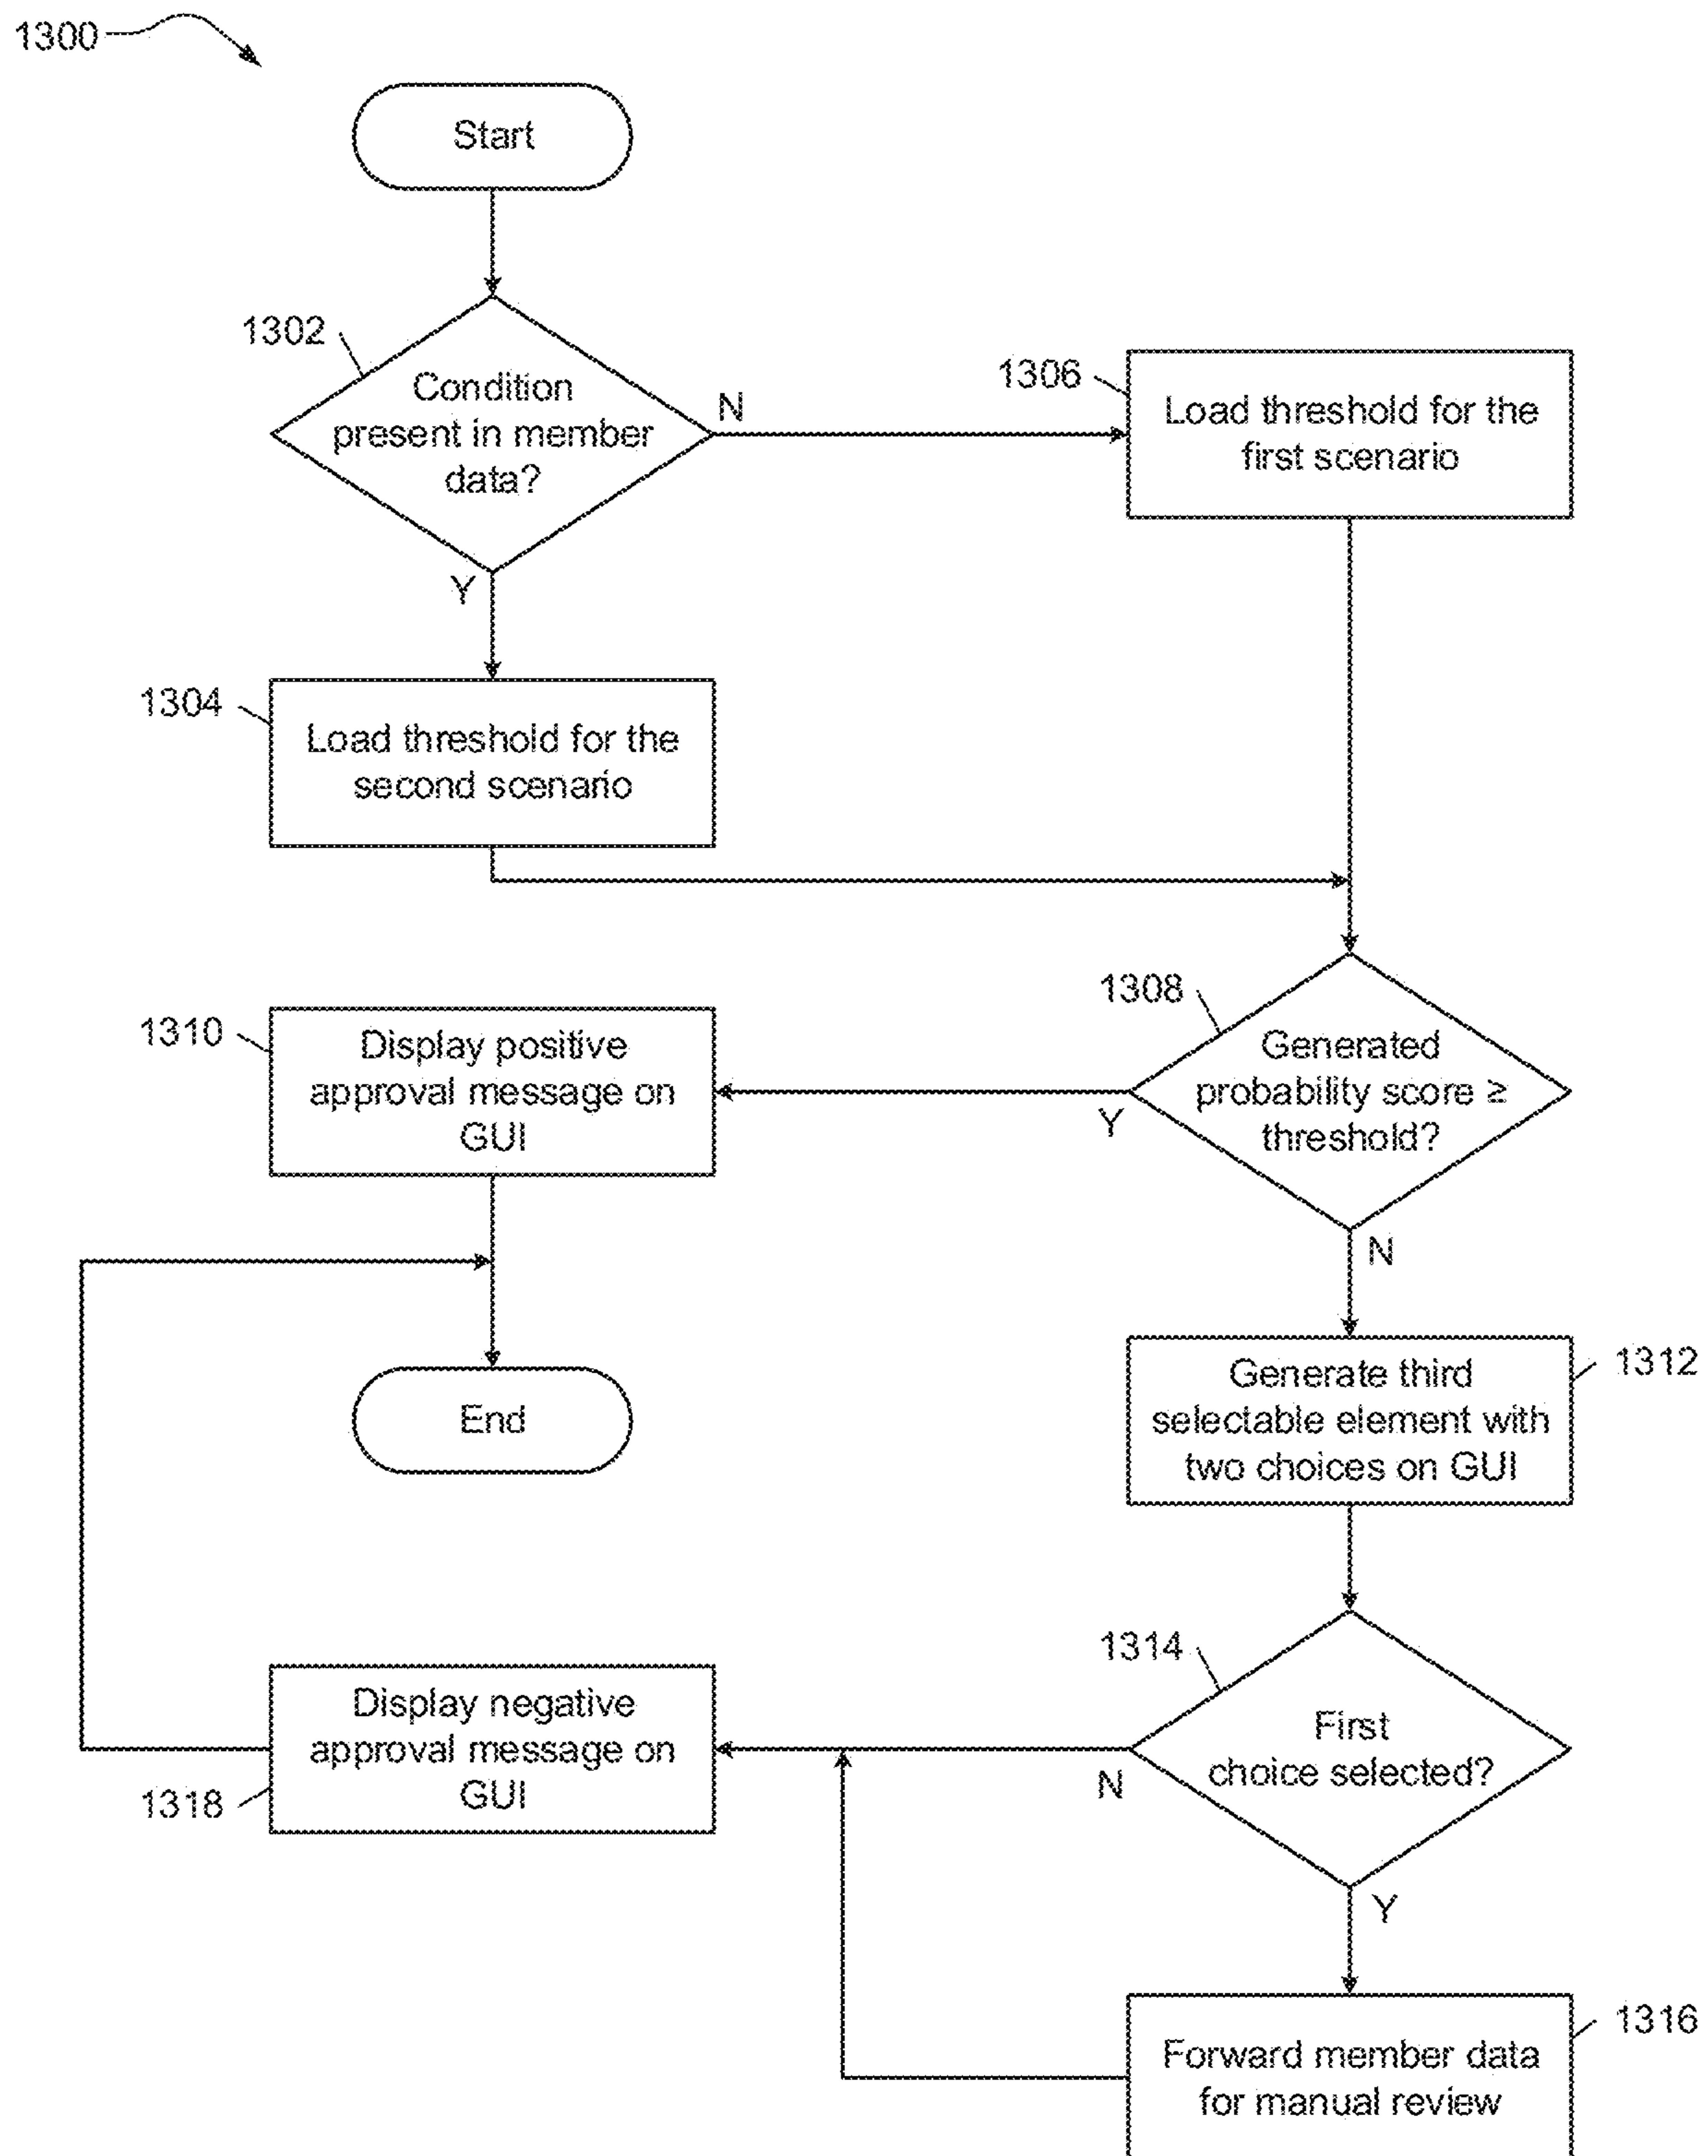 1300
Start
1302
Condition
present in member
data?
N
Y
1306
Load threshold for the
first scenario
1304
Load threshold for the
second scenario
1308
Generated
probability score ≥
threshold?
Y
N
1310
Display positive
approval message on
GUI
End
1312
Generate third
selectable element with
two choices on GUI
1314
First
choice selected?
N
Y
Display negative
approval message on
GUI
1318
1316
Forward member data
for manual review